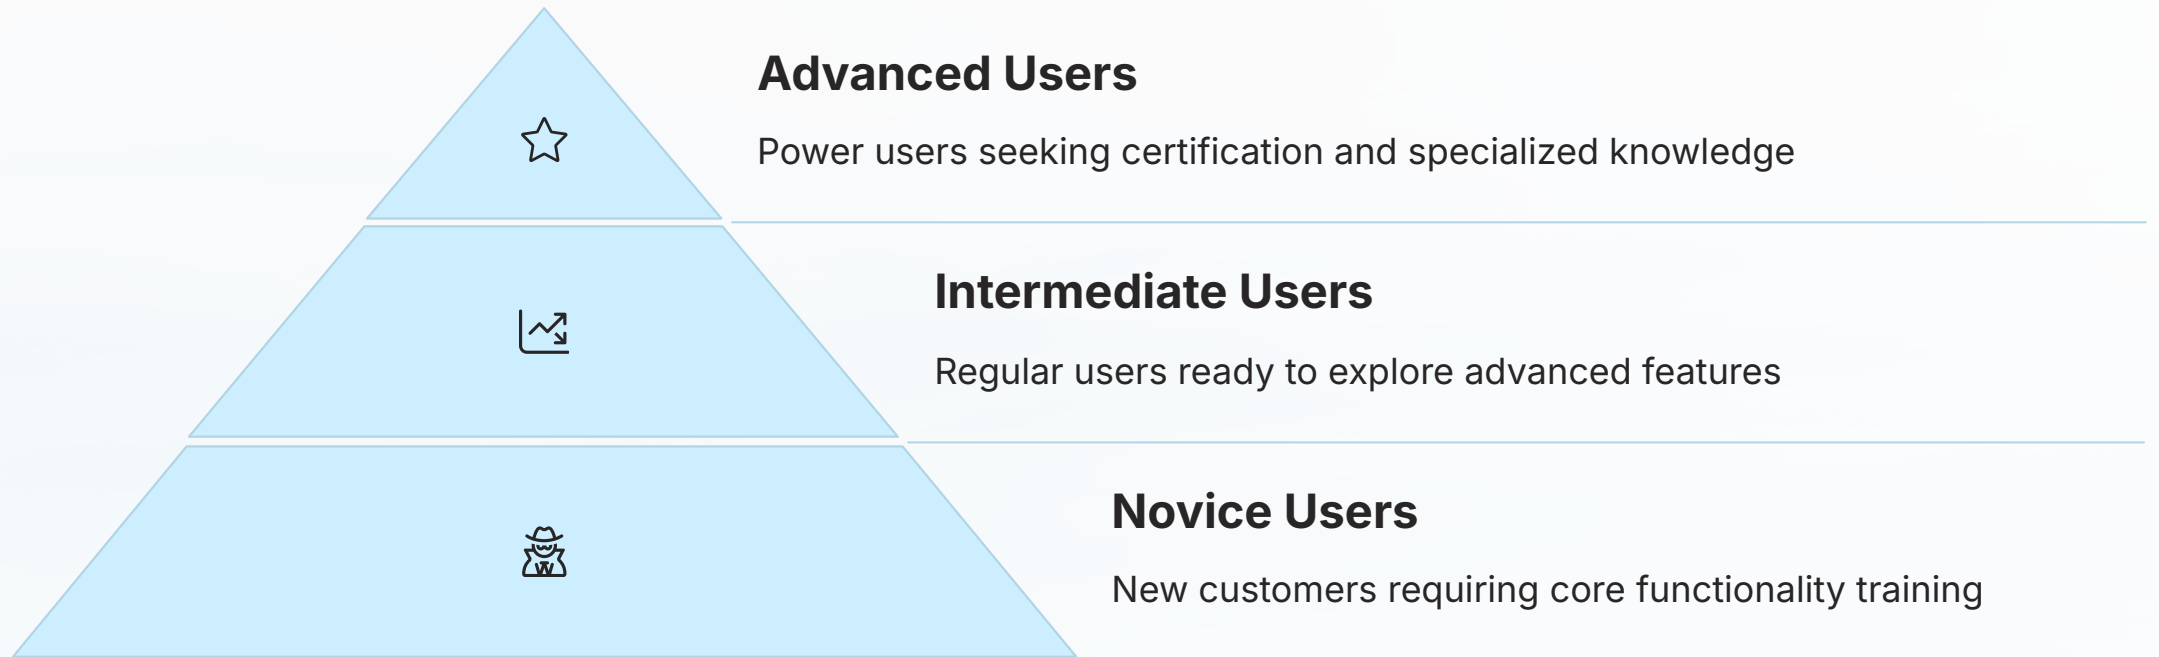 Advanced Users
Power users seeking certification and specialized knowledge
Intermediate Users
Regular users ready to explore advanced features
Novice Users
New customers requiring core functionality training